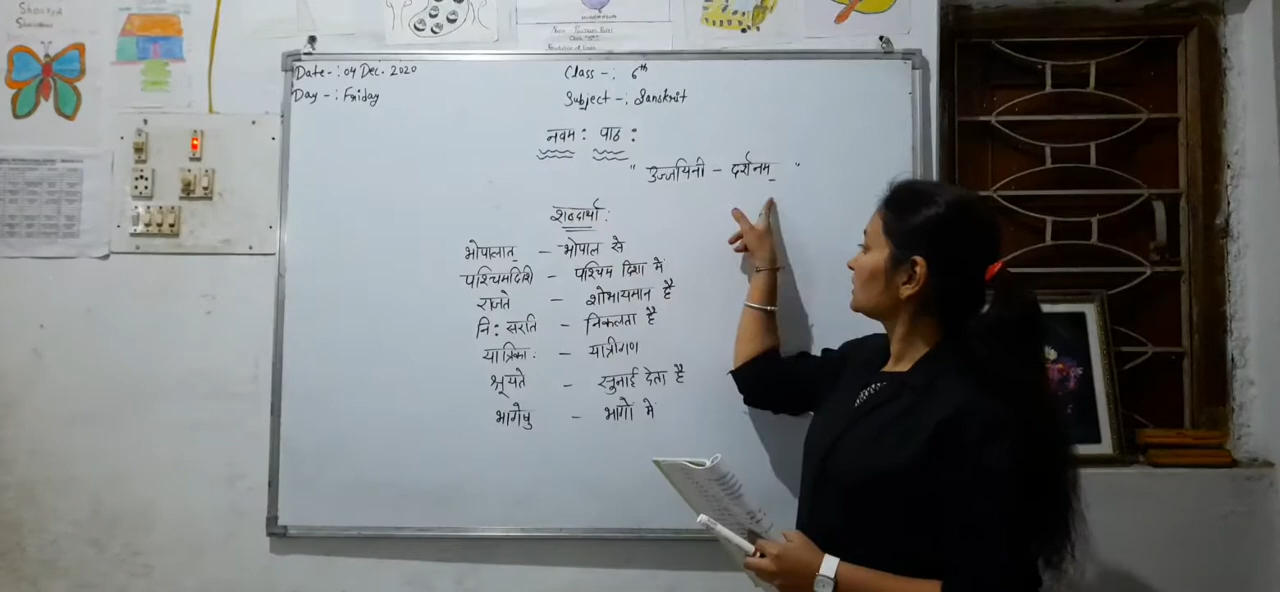 Shaurya
Date-: 04 Dec. 2020
Class -: 6th
Day -: Friday
Subject -: Sanskrit
नवम: पाठ:
"उज्जयिनी - दर्शनम्"
शब्दार्था:
भोपालात् - भोपाल से
पश्चिमदिशि - पश्चिम दिशा में
राजते - शोभायमान है
नि: सरति - निकलता है
यात्रिका: - यात्रीगण
श्रूयते - सुनाई देता है
भागेषु - भागों में